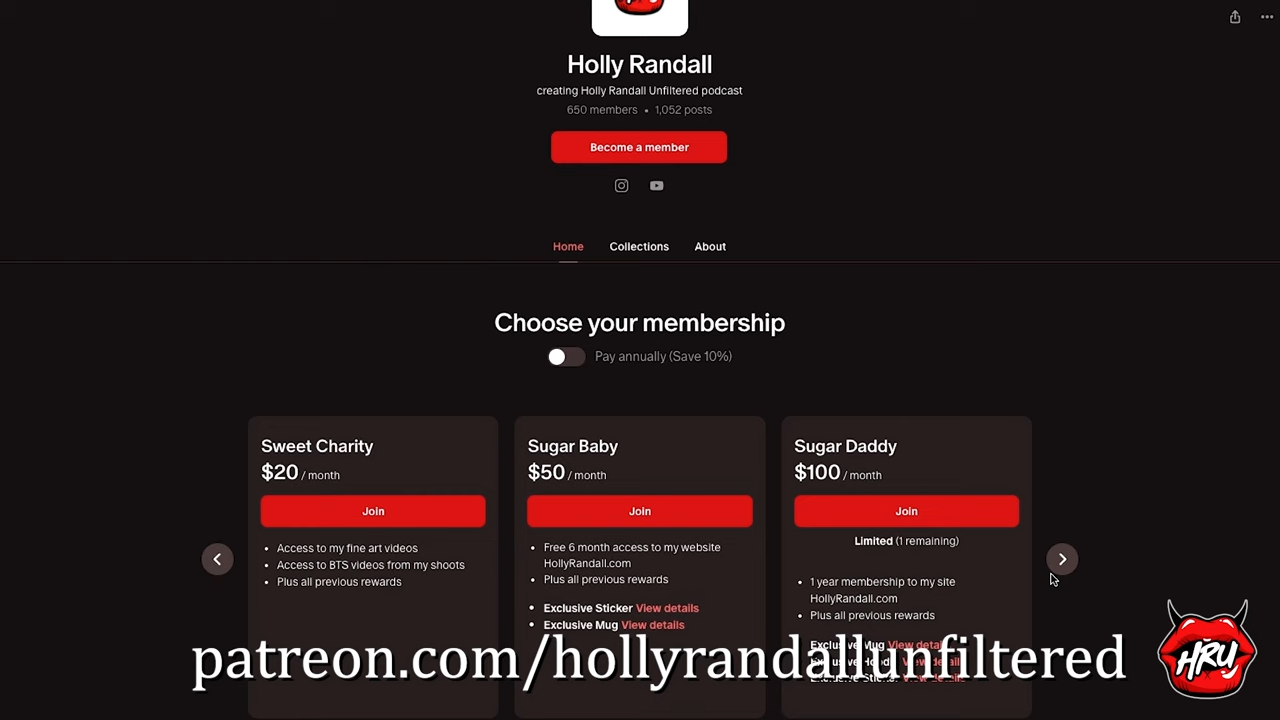 Holly Randall
creating Holly Randall Unfiltered podcast
650 members • 1,052 posts
Become a member
Home
Collections
About
Choose your membership
Pay annually (Save 10%)
Sweet Charity
$20 / month
Join
• Access to my fine art videos
• Access to BTS videos from my shoots
• Plus all previous rewards
Sugar Baby
$50 / month
Join
• Free 6 month access to my website
HollyRandall.com
• Plus all previous rewards
• Exclusive Sticker View details
• Exclusive Mug View details
Sugar Daddy
$100 / month
Join
Limited (1 remaining)
• 1 year membership to my site
HollyRandall.com
• Plus all previous rewards
Mug View
patreon.com/hollyrandallunfiltered
HRU